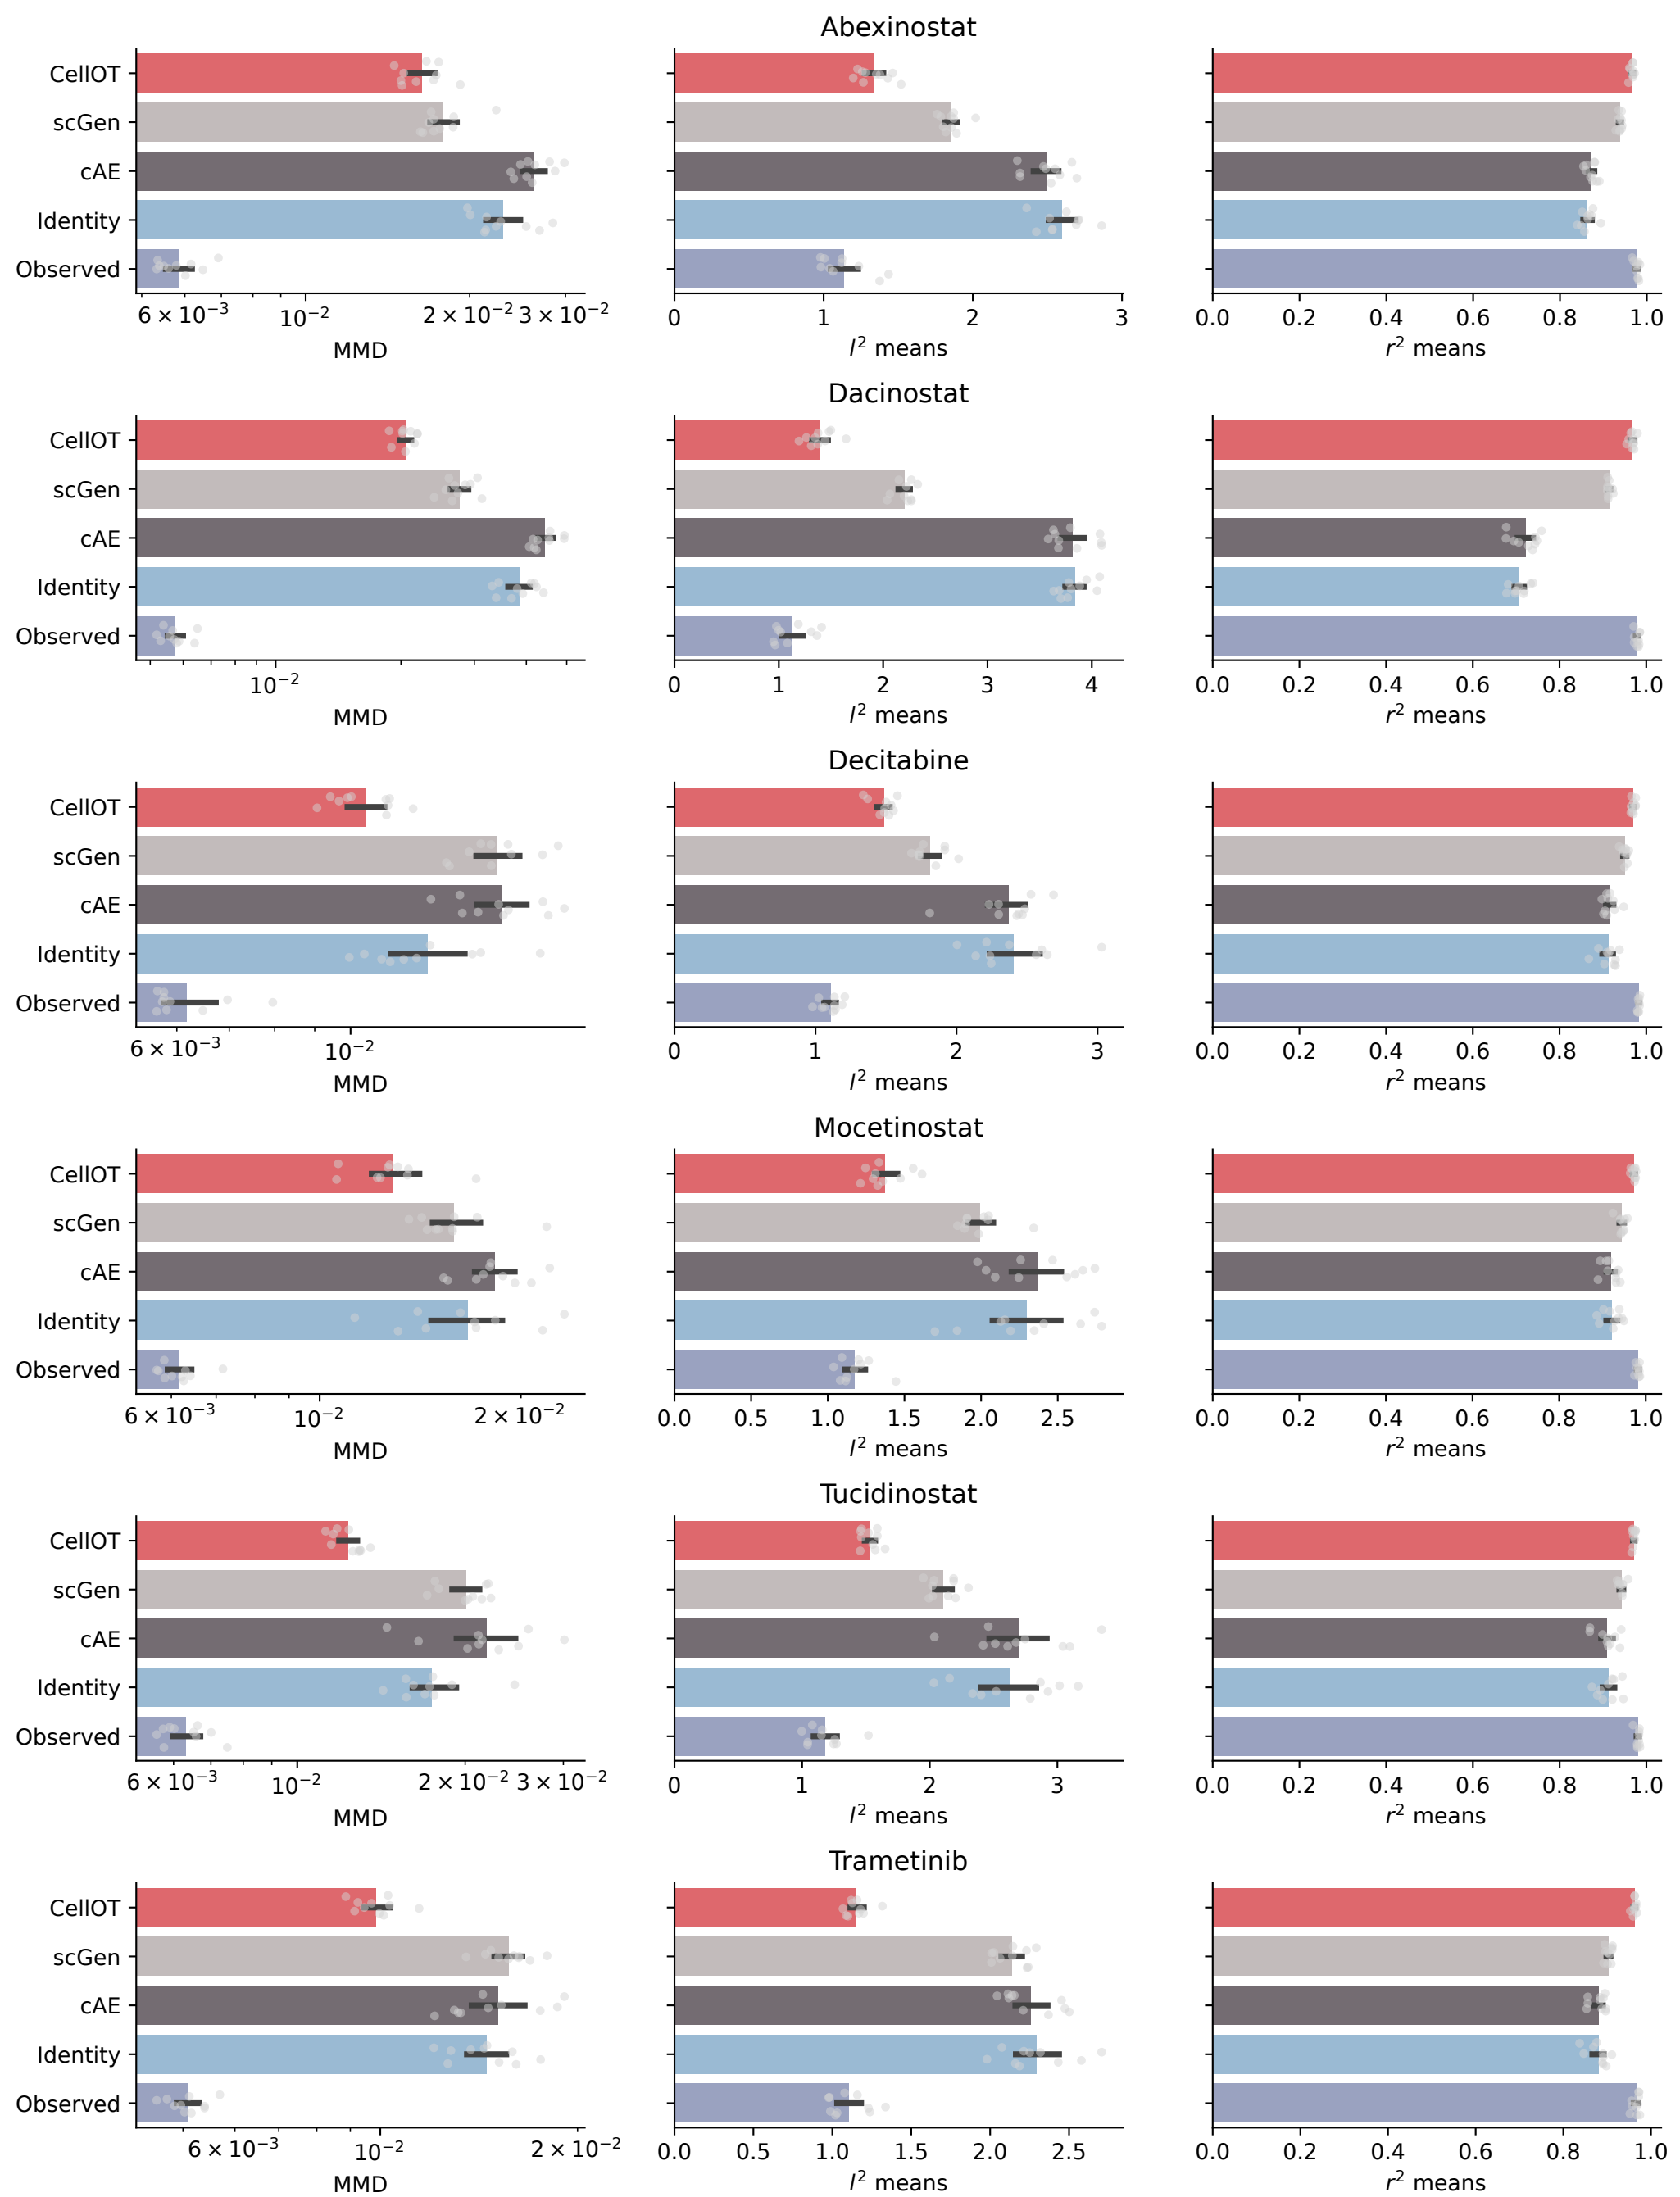 Abexinostat
CellOT
scGen
cAE
Identity
Observed
6 × 10⁻³ 10⁻² 2 × 10⁻² 3 × 10⁻²
0 1 2 3
0.0 0.2 0.4 0.6 0.8 1.0
MMD
l² means
r² means
Dacinostat
CellOT
scGen
cAE
Identity
Observed
10⁻²
0 1 2 3 4
0.0 0.2 0.4 0.6 0.8 1.0
MMD
l² means
r² means
Decitabine
CellOT
scGen
cAE
Identity
Observed
6 × 10⁻³ 10⁻²
0 1 2 3
0.0 0.2 0.4 0.6 0.8 1.0
MMD
l² means
r² means
Mocetinostat
CellOT
scGen
cAE
Identity
Observed
6 × 10⁻³ 10⁻² 2 × 10⁻²
0.0 0.5 1.0 1.5 2.0 2.5
0.0 0.2 0.4 0.6 0.8 1.0
MMD
l² means
r² means
Tucidinostat
CellOT
scGen
cAE
Identity
Observed
6 × 10⁻³ 10⁻² 2 × 10⁻² 3 × 10⁻²
0 1 2 3
0.0 0.2 0.4 0.6 0.8 1.0
MMD
l² means
r² means
Trametinib
CellOT
scGen
cAE
Identity
Observed
6 × 10⁻³ 10⁻² 2 × 10⁻²
0.0 0.5 1.0 1.5 2.0 2.5
0.0 0.2 0.4 0.6 0.8 1.0
MMD
l² means
r² means